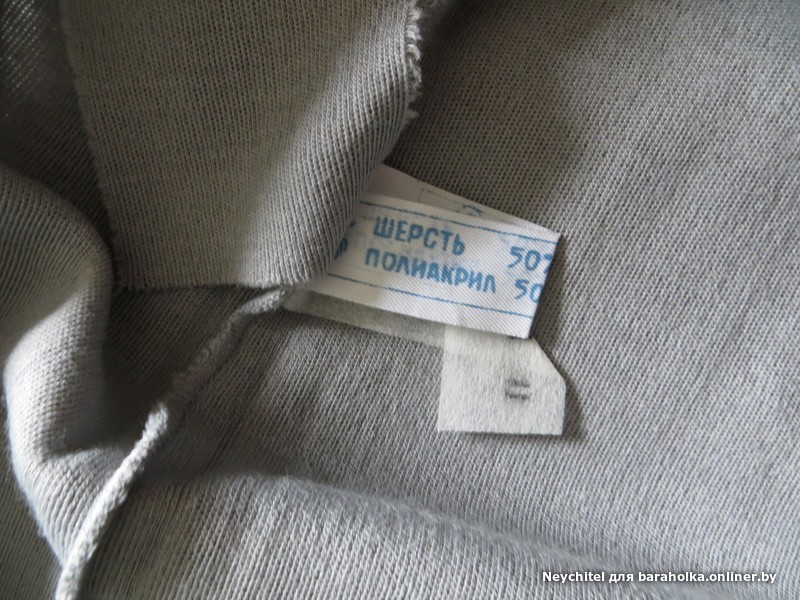 ШЕРСТЬ 50%
ПОЛИАКРИЛ 50
Neychitel для baraholka.onliner.by